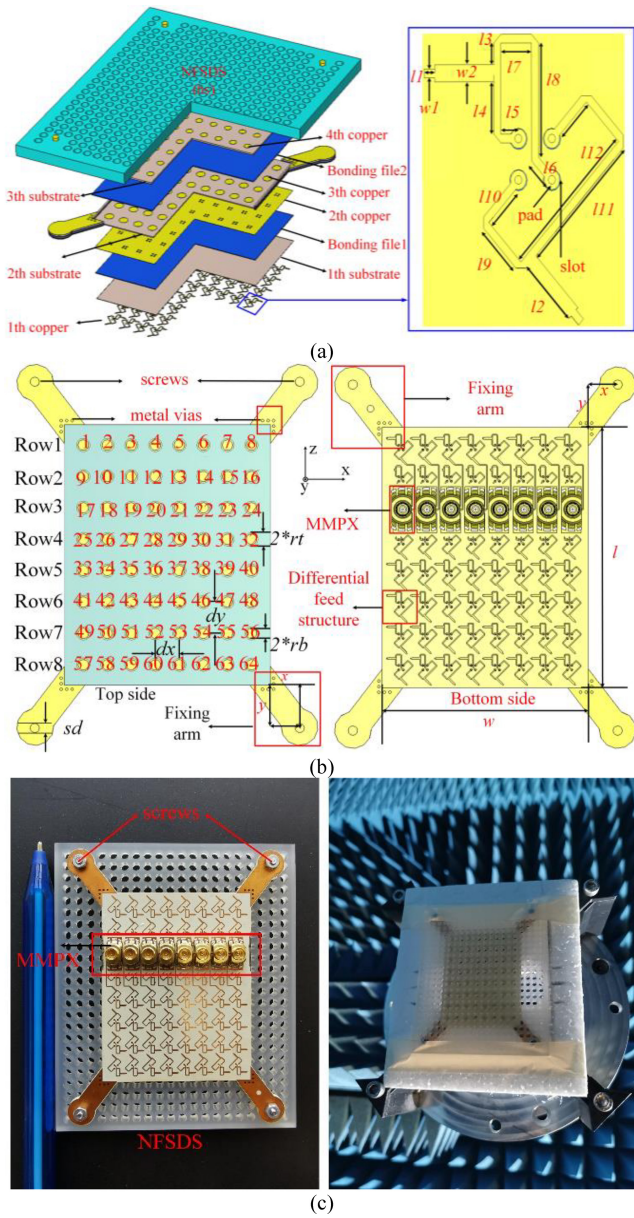 NFSDS
(hs)
4th copper
Bonding file2
3th copper
2th copper
Bonding file1
1th substrate
3th substrate
2th substrate
1th copper
l3
l1
w2
l7
l8
w1
l4
l5
l12
l6
l10
pad
l11
l9
slot
l2
(a)
screws
metal vias
Row1 1 2 3 4 5 6 7 8
Row2 9 10 11 12 13 14 15 16
Row3 17 18 19 20 21 22 23 24
Row4 25 26 27 28 29 30 31 32
2*rt
Row5 33 34 35 36 37 38 39 40
Row6 41 42 43 44 45 46 47 48
dy
Row7 49 50 51 52 53 54 55 56
2*rb
dx
Row8 57 58 59 60 61 62 63 64
Top side
x
y
sd
Fixing
arm
z
x
y
Fixing
arm
y
x
MMPX
l
Differential
feed
structure
Bottom side
w
(b)
screws
MMPX
NFSDS
(c)